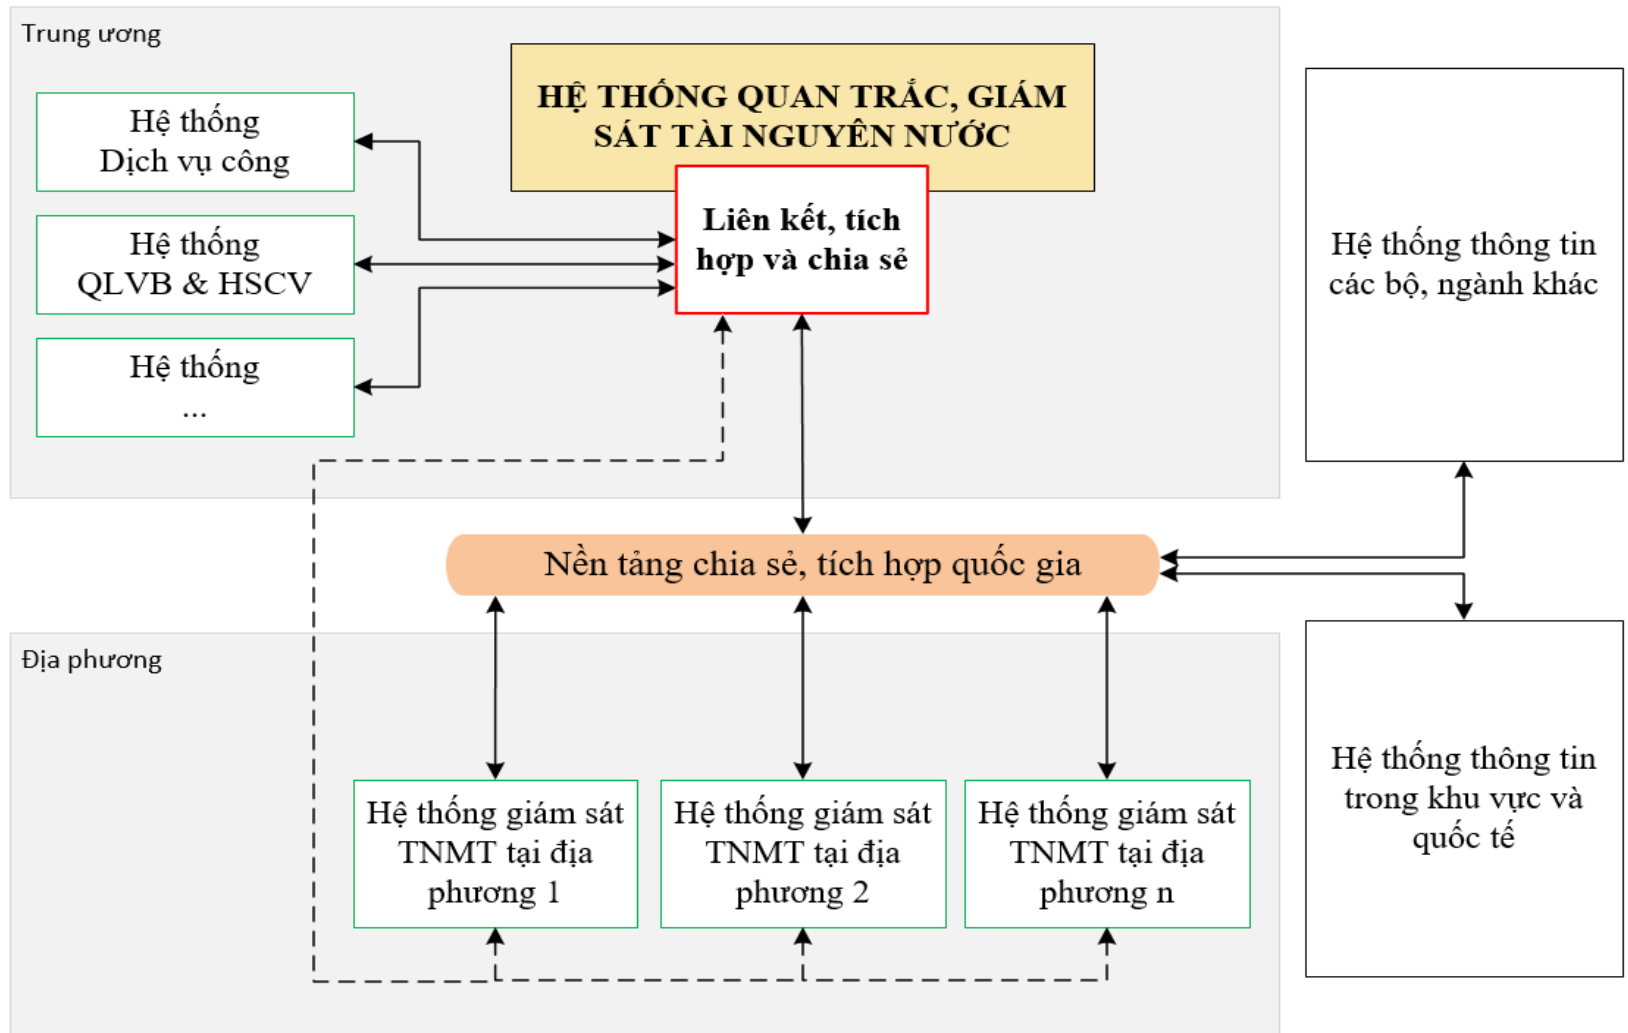 Trung ương
HỆ THỐNG QUAN TRẮC, GIÁM
SÁT TÀI NGUYÊN NƯỚC
Hệ thống
Dịch vụ công
Liên kết, tích
hợp và chia sẻ
Hệ thống
QLVB & HSCV
Hệ thống
...
Hệ thống thông tin
các bộ, ngành khác
Nền tảng chia sẻ, tích hợp quốc gia
Địa phương
Hệ thống giám sát
TNMT tại địa
phương 1
Hệ thống giám sát
TNMT tại địa
phương 2
Hệ thống giám sát
TNMT tại địa
phương n
Hệ thống thông tin
trong khu vực và
quốc tế